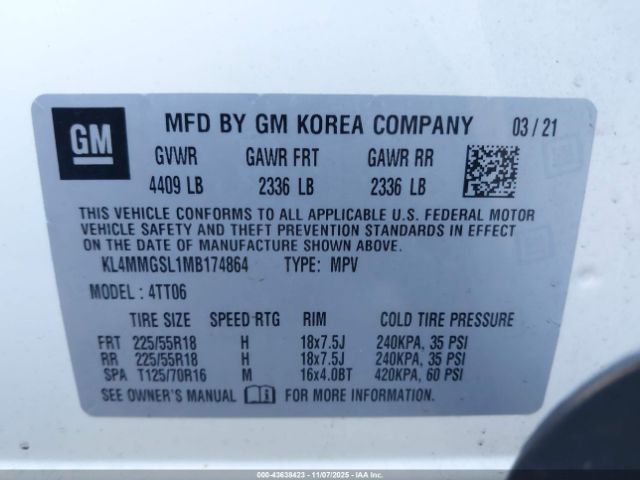 GM MFD BY GM KOREA COMPANY 03/21
GVWR GAWR FRT GAWR RR
4409 LB 2336 LB 2336 LB
THIS VEHICLE CONFORMS TO ALL APPLICABLE U.S. FEDERAL MOTOR
VEHICLE SAFETY AND THEFT PREVENTION STANDARDS IN EFFECT
ON THE DATE OF MANUFACTURE SHOWN ABOVE.
KL4MMGSL1MB174864 TYPE: MPV
MODEL: 4TT06
TIRE SIZE SPEED RTG RIM COLD TIRE PRESSURE
FRT 225/55R18 H 18x7.5J 240KPA, 35 PSI
RR 225/55R18 H 18x7.5J 240KPA, 35 PSI
SPA T125/70R16 M 16x4.0BT 420KPA, 60 PSI
SEE OWNER'S MANUAL FOR MORE INFORMATION.
000-43638423 - 11/07/2025 - IAAI.COM